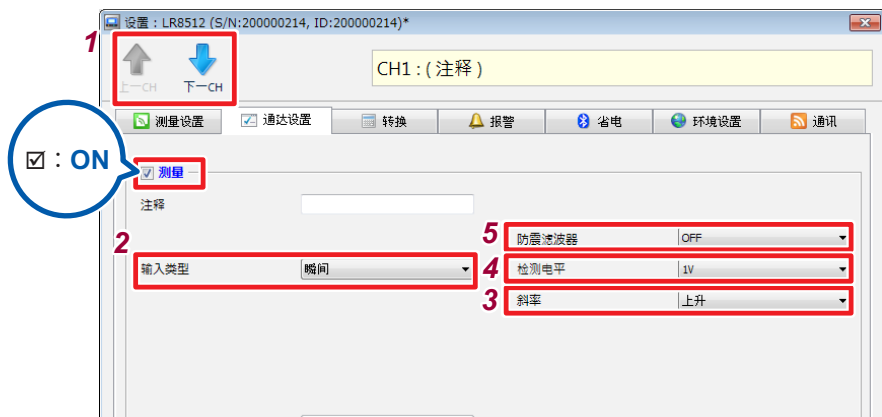 设置：LR8512 (S/N:200000214, ID:200000214)*
1
上一CH
下一CH
CH1 : ( 注释 )
测量设置
通达设置
转换
报警
省电
环境设置
通讯
☑：ON
测量
注释
2
输入类型
瞬间
5
防震滤波器
OFF
4
检测电平
1V
3
斜率
上升